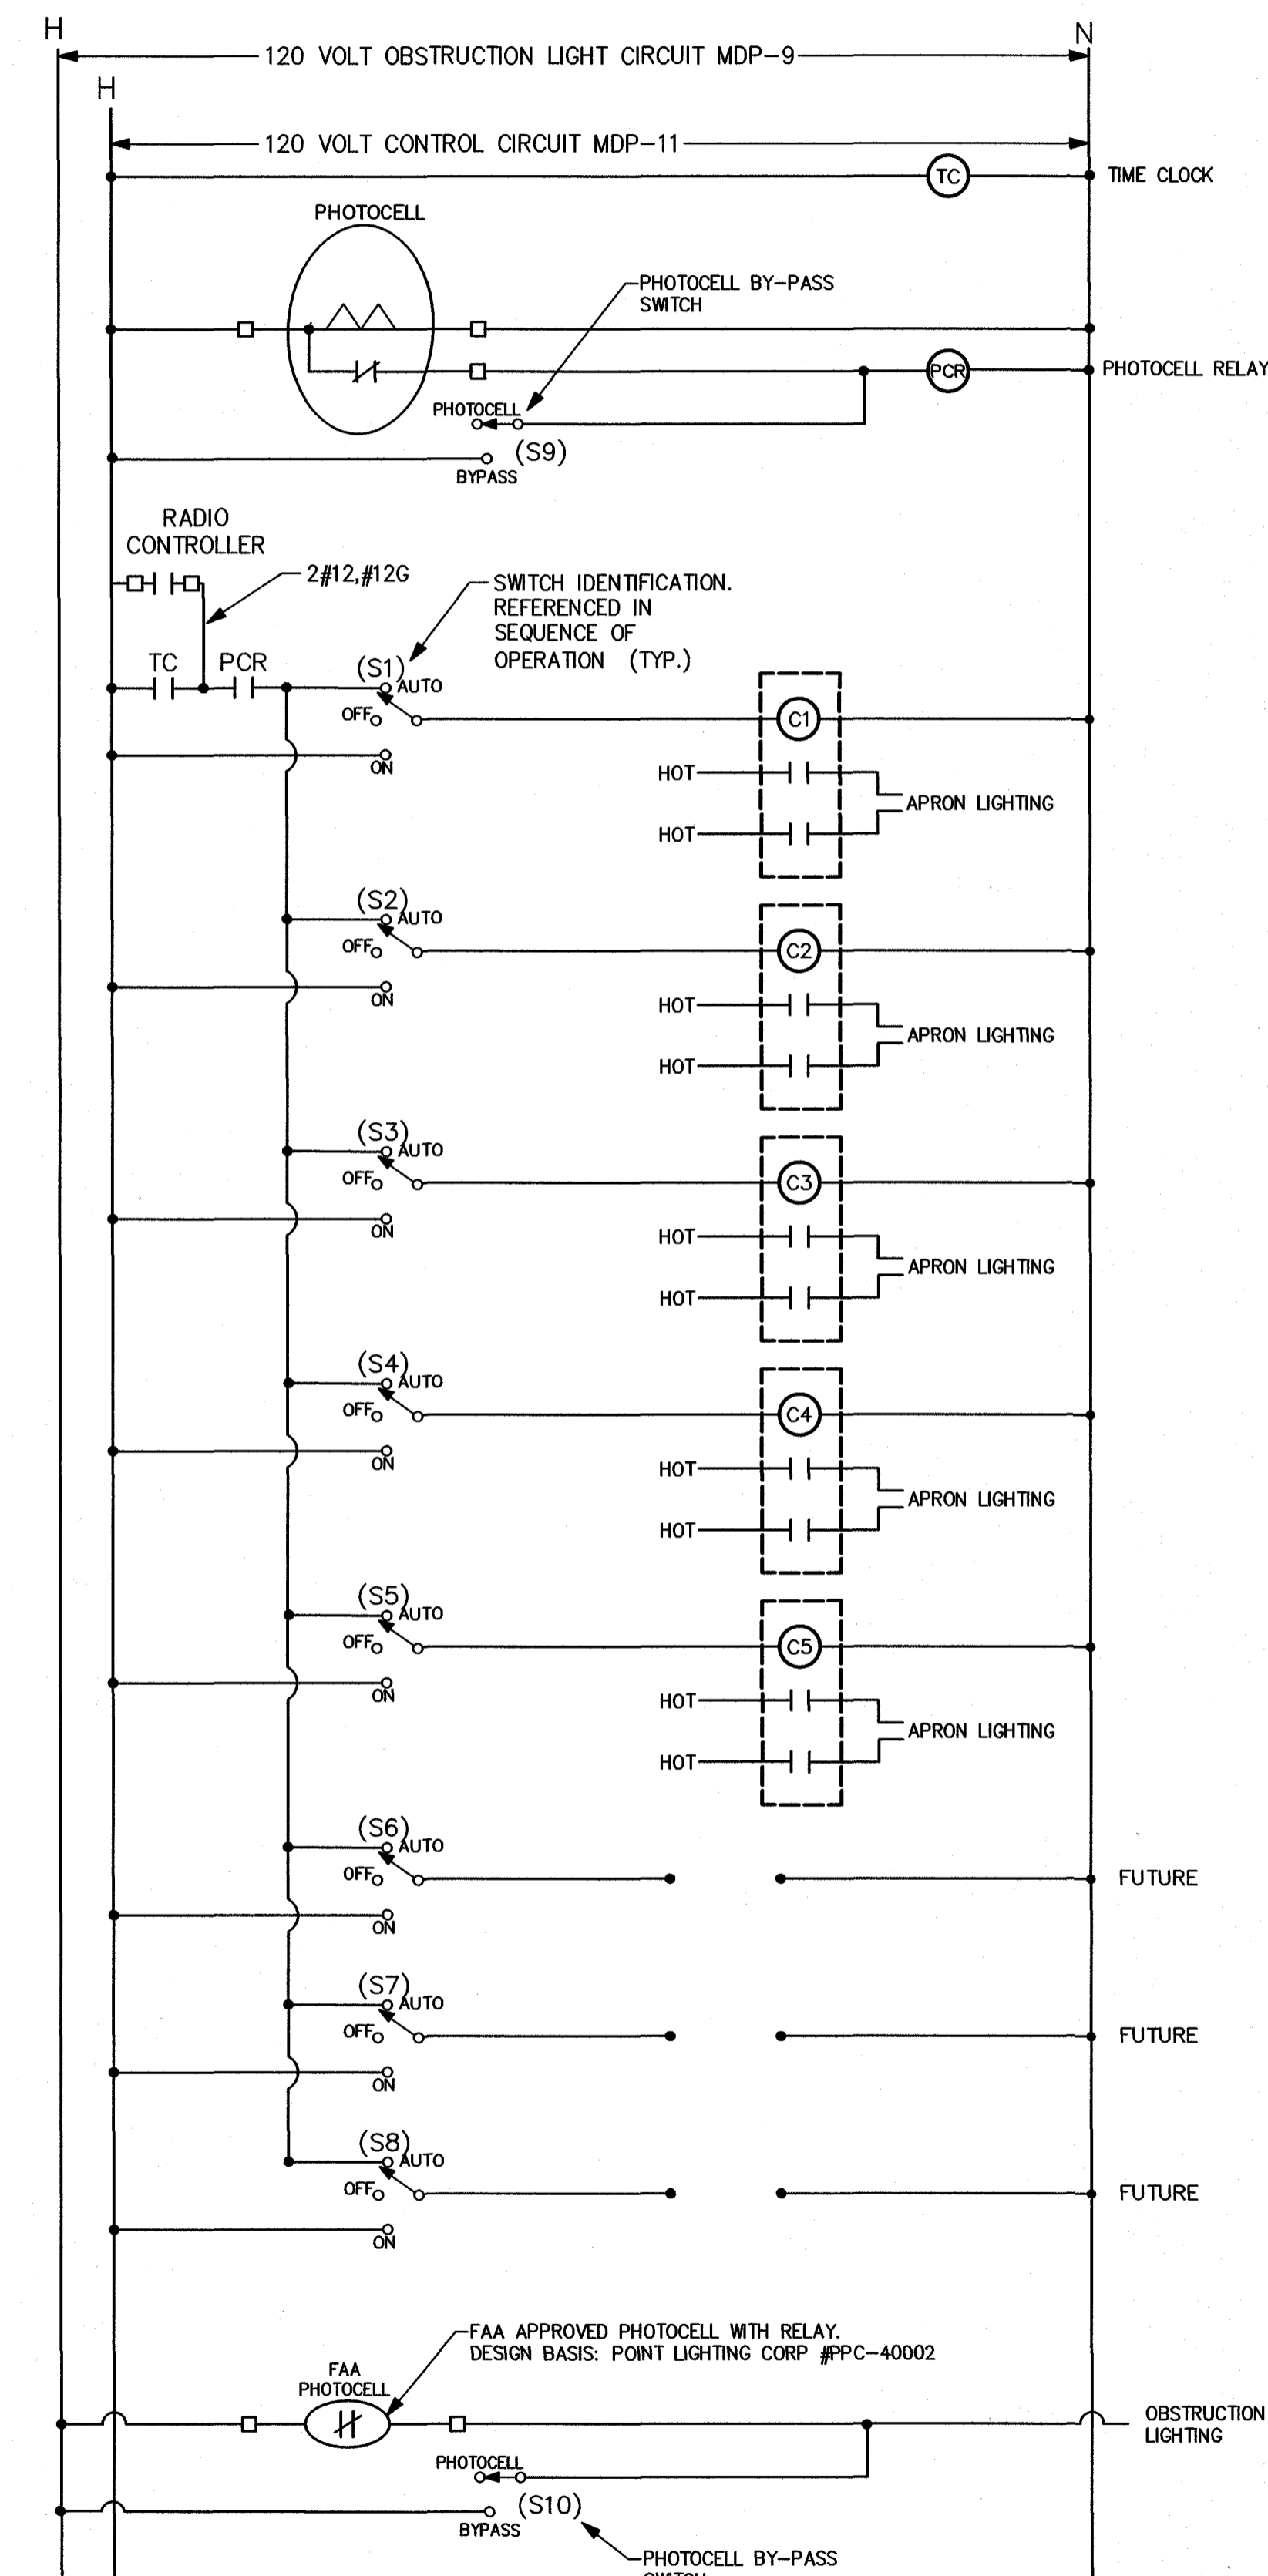 H
N
120 VOLT OBSTRUCTION LIGHT CIRCUIT MDP-9
H
120 VOLT CONTROL CIRCUIT MDP-11
TC
TIME CLOCK
PHOTOCELL
PHOTOCELL BY-PASS
SWITCH
PCR
PHOTOCELL RELAY
PHOTOCELL
(S9)
BYPASS
RADIO
CONTROLLER
2#12,#12G
SWITCH IDENTIFICATION.
REFERENCED IN
SEQUENCE OF
OPERATION (TYP.)
TC
PCR
(S1)
AUTO
OFF
ON
C1
HOT
HOT
APRON LIGHTING
(S2)
AUTO
OFF
ON
C2
HOT
HOT
APRON LIGHTING
(S3)
AUTO
OFF
ON
C3
HOT
HOT
APRON LIGHTING
(S4)
AUTO
OFF
ON
C4
HOT
HOT
APRON LIGHTING
(S5)
AUTO
OFF
ON
C5
HOT
HOT
APRON LIGHTING
(S6)
AUTO
OFF
ON
FUTURE
(S7)
AUTO
OFF
ON
FUTURE
(S8)
AUTO
OFF
ON
FUTURE
FAA APPROVED PHOTOCELL WITH RELAY.
DESIGN BASIS: POINT LIGHTING CORP #PPC-40002
FAA
PHOTOCELL
OBSTRUCTION
LIGHTING
PHOTOCELL
(S10)
BYPASS
PHOTOCELL BY-PASS